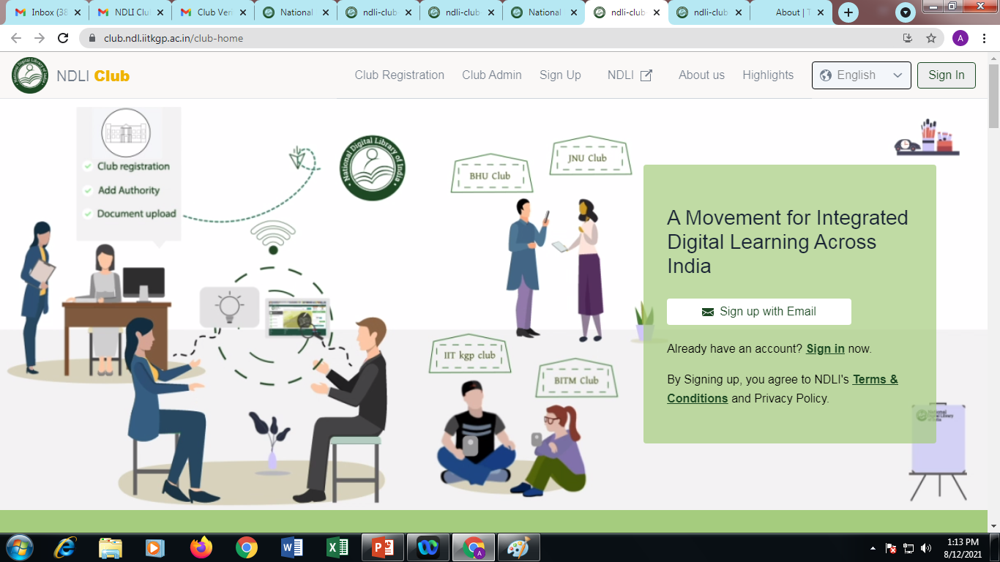 Inbox (38
NDLI Clu
Club Veri
National
ndli-club
ndli-club
National
ndli-club
ndli-club
About | T
club.ndl.iitkgp.ac.in/club-home
A
NDLI Club
Club Registration
Club Admin
Sign Up
NDLI
About us
Highlights
English
Sign In
Club registration
Add Authority
Document upload
National Digital Library of India
BHU Club
JNU Club
IIT kgp club
BITM Club
A Movement for Integrated
Digital Learning Across
India
Sign up with Email
Already have an account? Sign in now.
By Signing up, you agree to NDLI's Terms &
Conditions and Privacy Policy.
National
Digital Library
of India
1:13 PM
8/12/2021